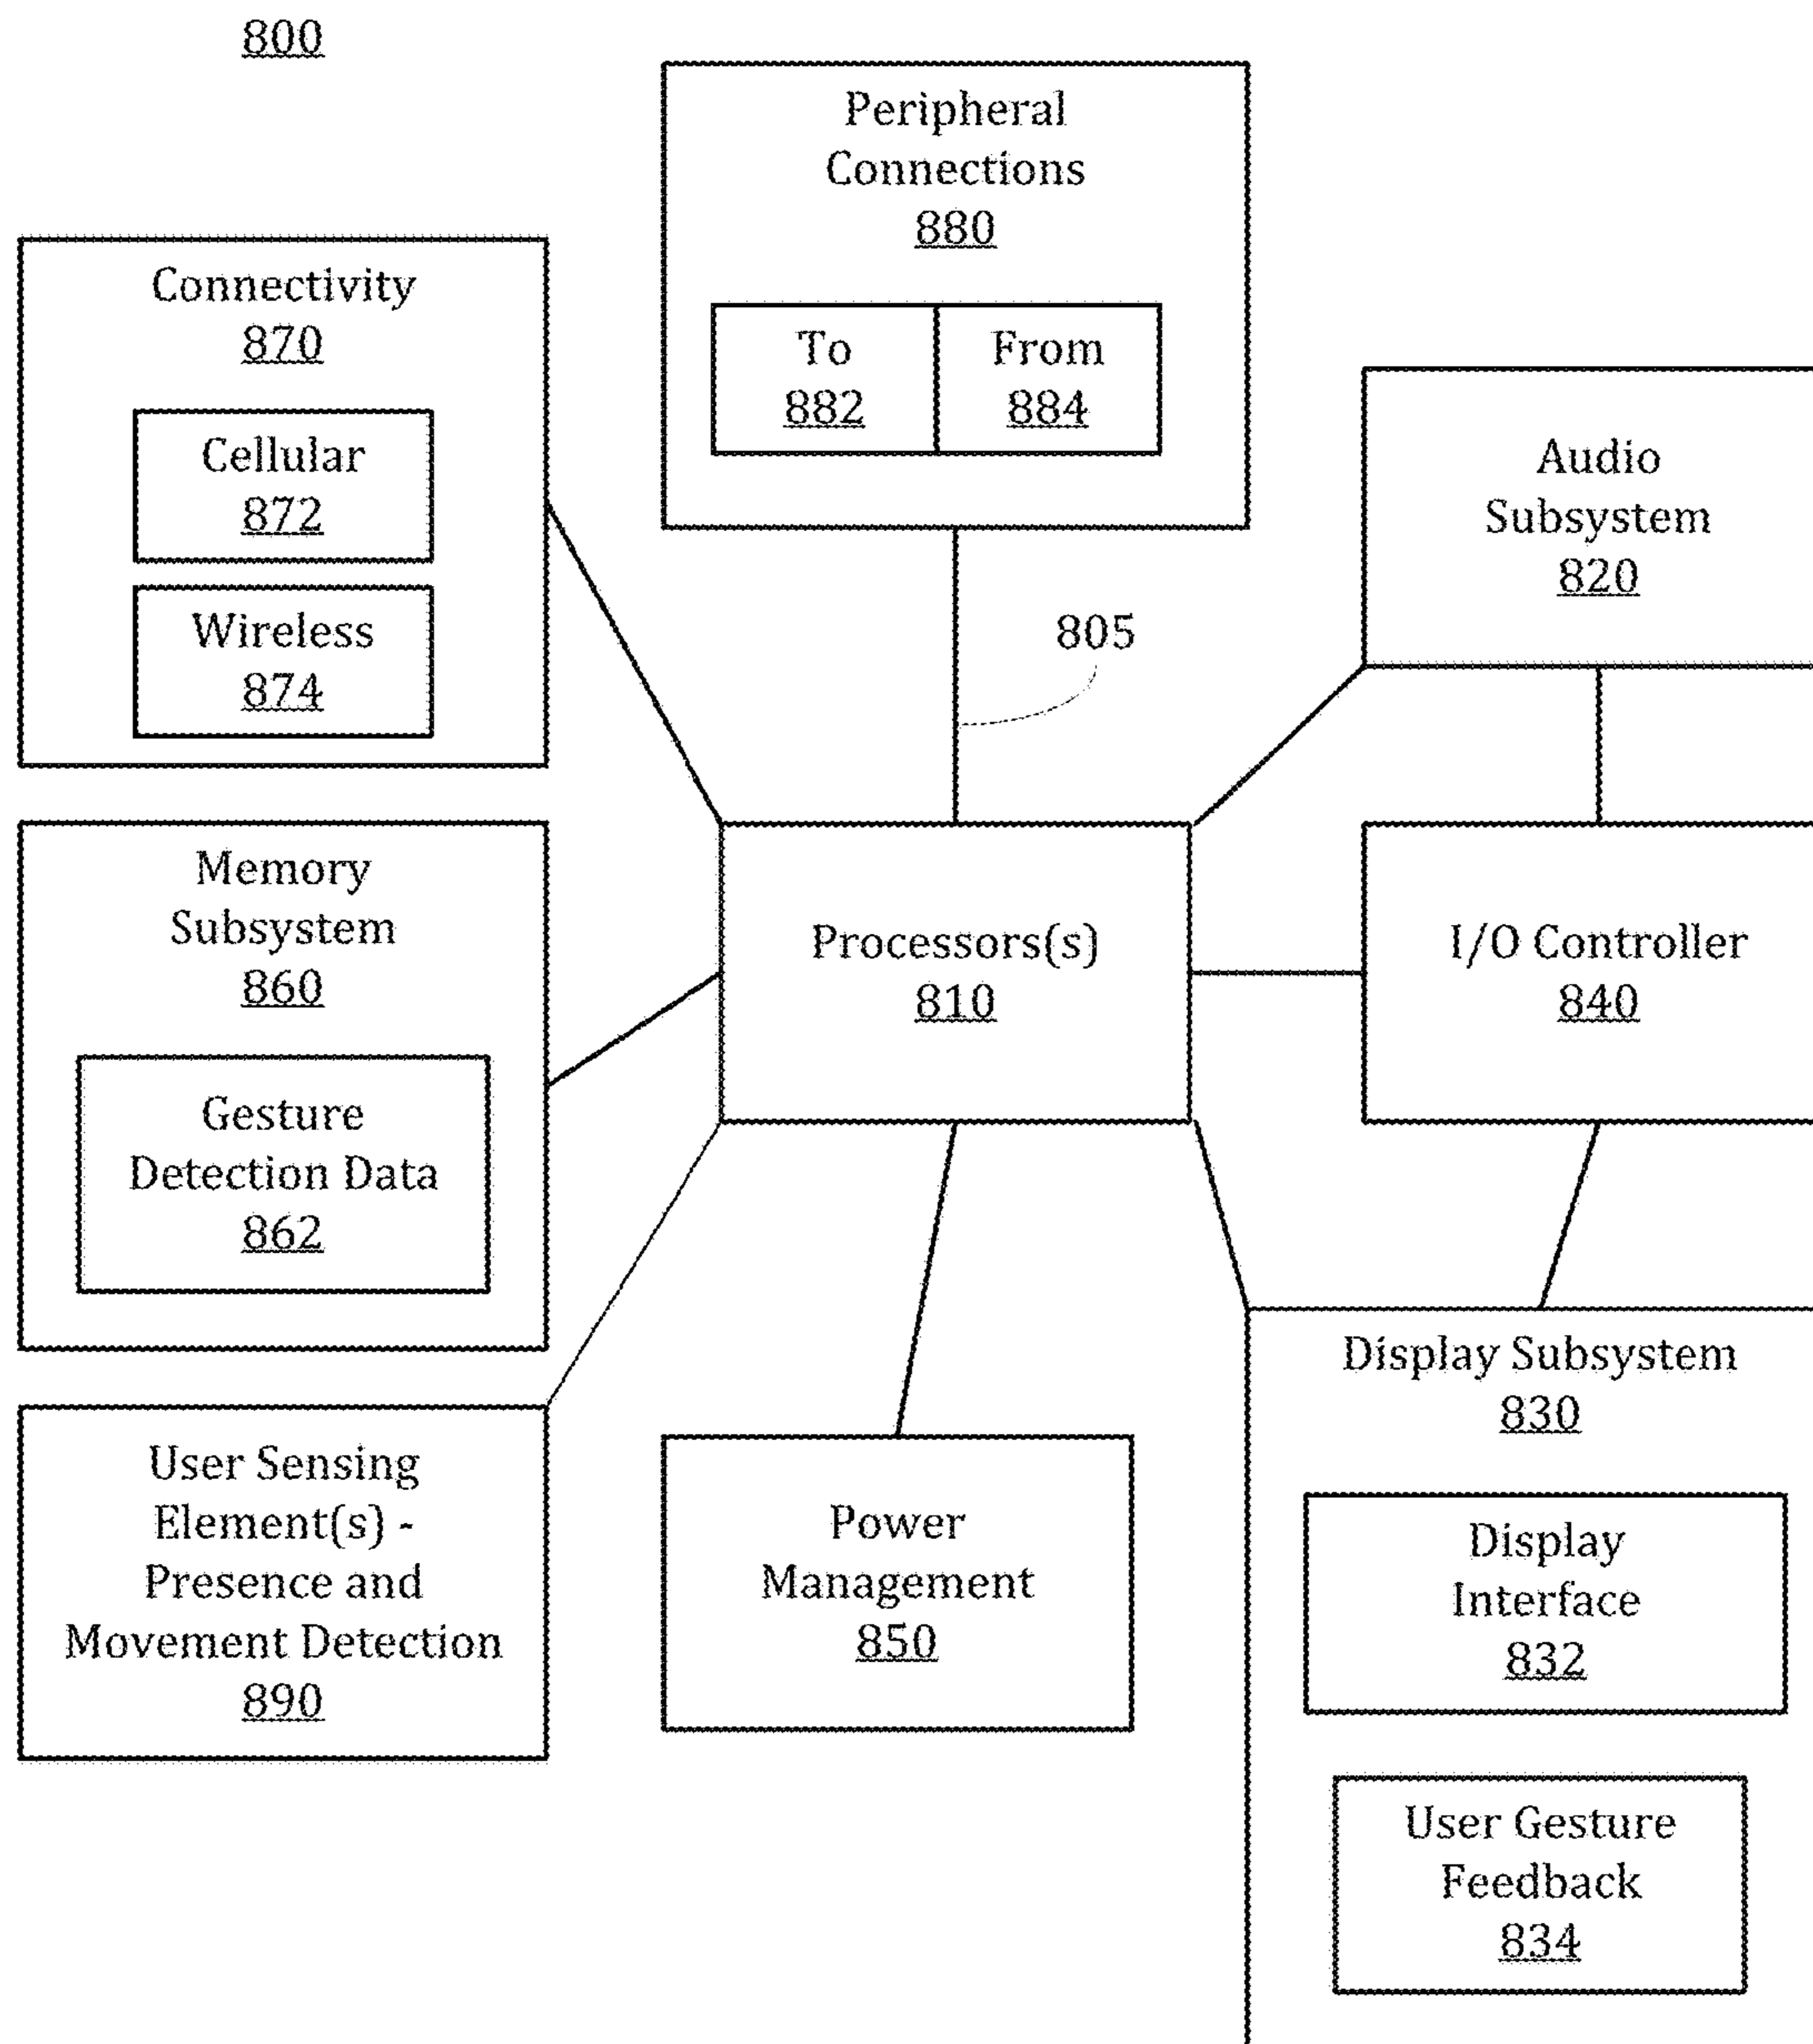 800
Peripheral
Connections
880
To
882
From
884
Connectivity
870
Cellular
872
Wireless
874
805
Audio
Subsystem
820
Memory
Subsystem
860
Gesture
Detection Data
862
Processors(s)
810
I/O Controller
840
User Sensing
Element(s) -
Presence and
Movement Detection
890
Power
Management
850
Display Subsystem
830
Display
Interface
832
User Gesture
Feedback
834